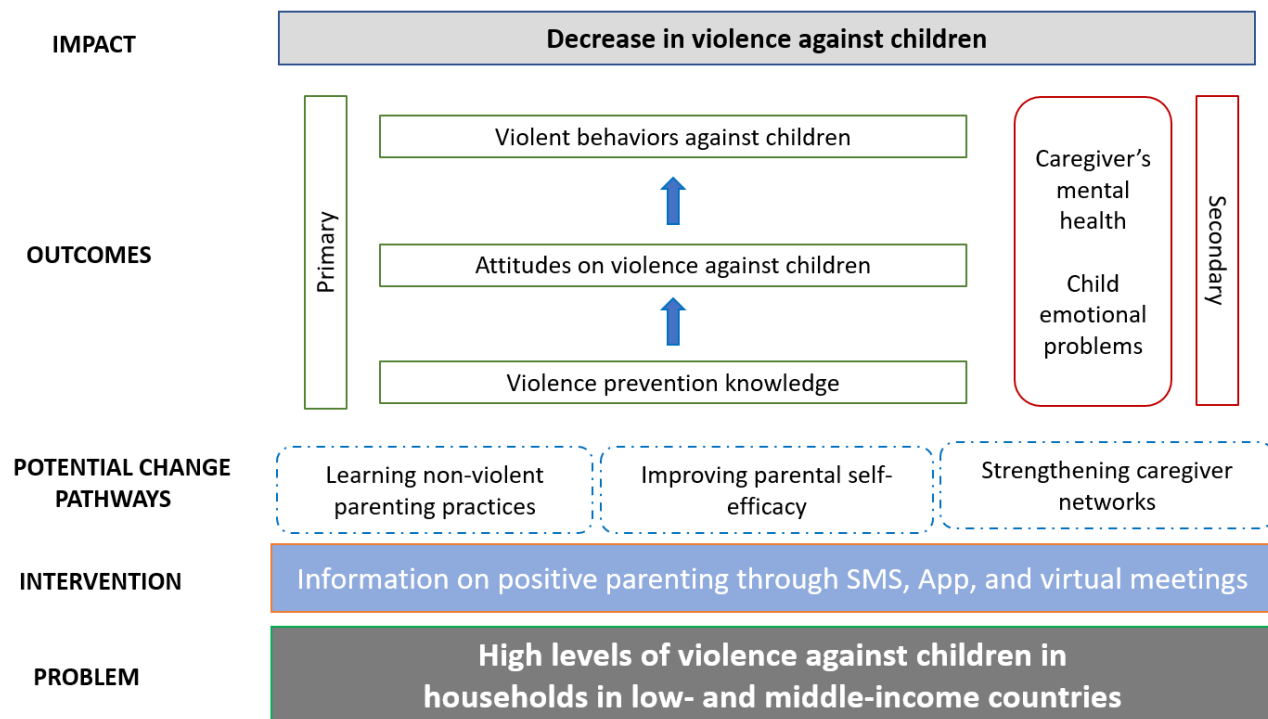 IMPACT
Decrease in violence against children
OUTCOMES
Primary
Violent behaviors against children
Attitudes on violence against children
Violence prevention knowledge
Caregiver’s
mental
health
Child
emotional
problems
Secondary
POTENTIAL CHANGE
PATHWAYS
Learning non-violent
parenting practices
Improving parental self-
efficacy
Strengthening caregiver
networks
INTERVENTION
Information on positive parenting through SMS, App, and virtual meetings
PROBLEM
High levels of violence against children in
households in low- and middle-income countries